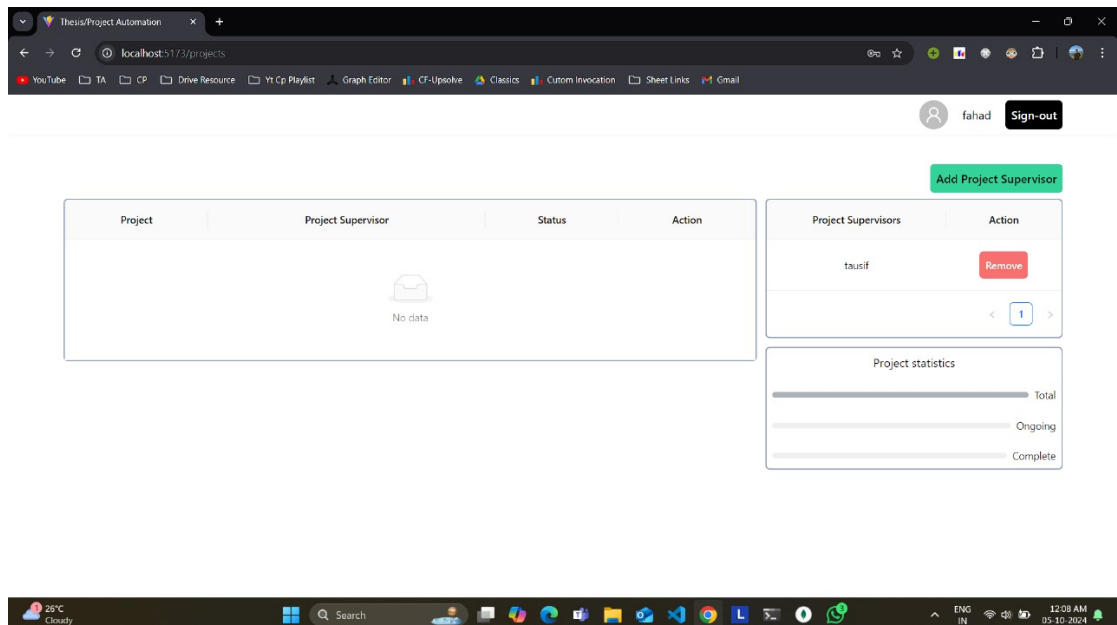 Thesis/Project Automation
localhost:5173/projects
YouTube TA CP Drive Resource Yt Cp Playlist Graph Editor CF-Upsolve Classics Cutom Invocation Sheet Links Gmail
fahad Sign-out
Add Project Supervisor
Project Project Supervisor Status Action
No data
Project Supervisors Action
tausif Remove
1
Project statistics
Total
Ongoing
Complete
26°C
Cloudy
Search
ENG
IN
12:08 AM
05-10-2024